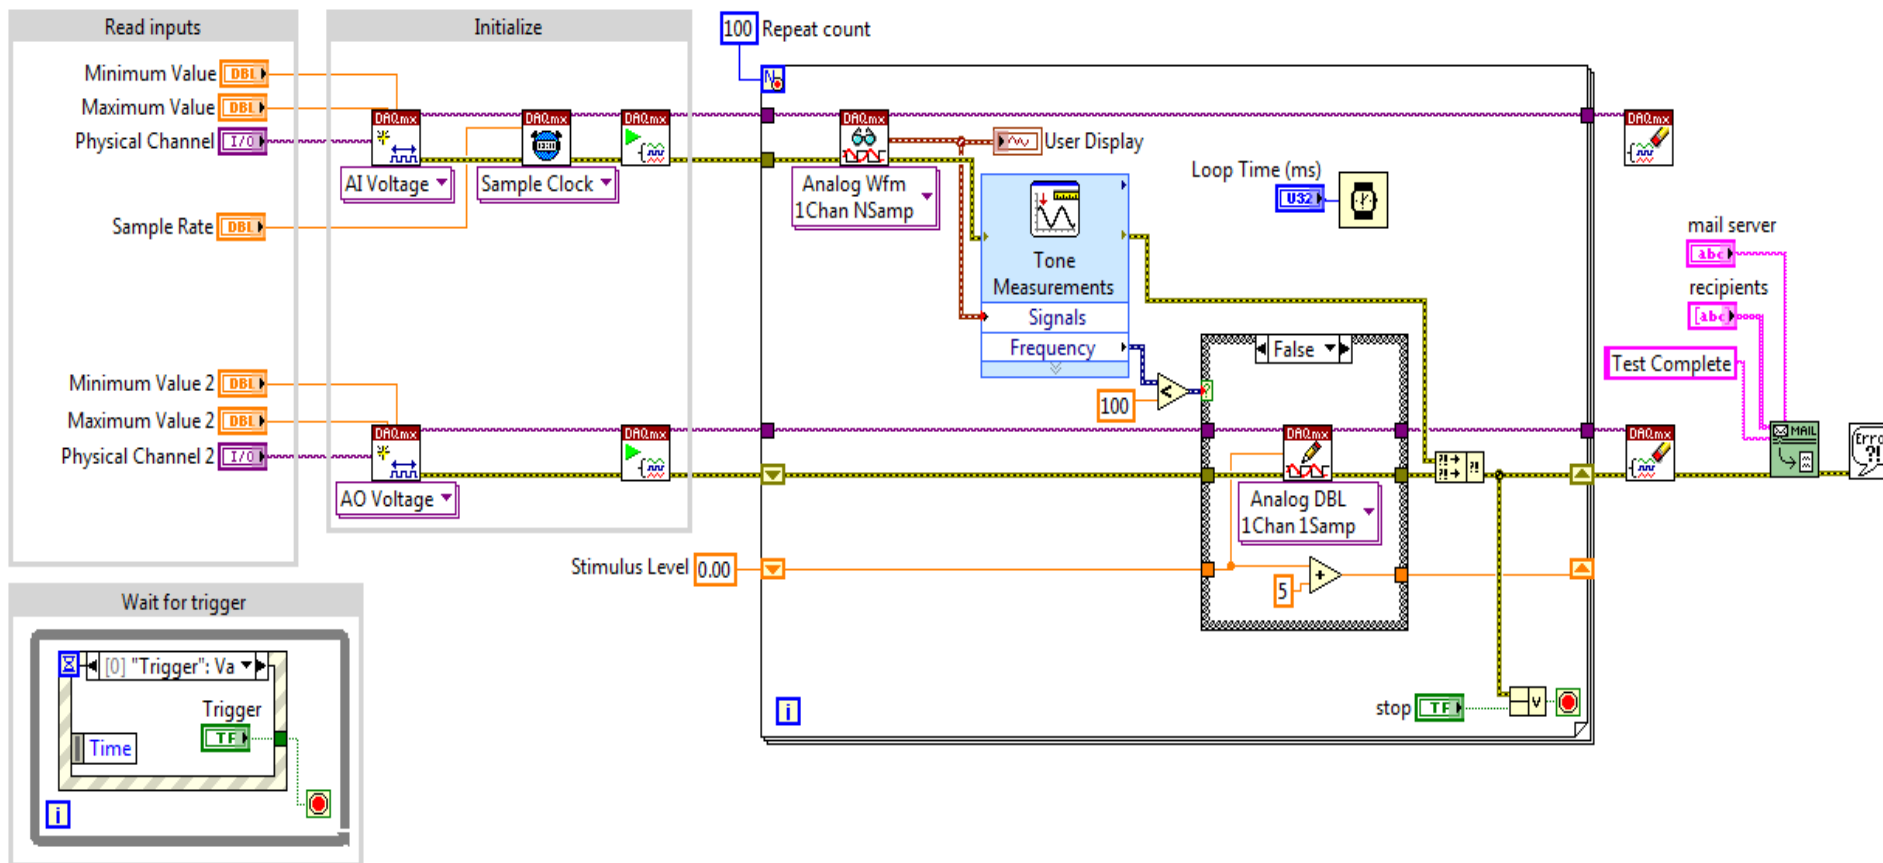 Read inputs
Minimum Value
DBL
Maximum Value
DBL
Physical Channel
I/O
Sample Rate
DBL
Minimum Value 2
DBL
Maximum Value 2
DBL
Physical Channel 2
I/O
Initialize
DAQmx
AI Voltage
DAQmx
Sample Clock
DAQmx
DAQmx
AO Voltage
DAQmx
Wait for trigger
[0] "Trigger": Va
Trigger
TF
Time
i
100 Repeat count
N
DAQmx
Analog Wfm
1Chan NSamp
User Display
Tone
Measurements
Signals
Frequency
100
<
Loop Time (ms)
U32
False
?
DAQmx
Analog DBL
1Chan 1Samp
+
5
Stimulus Level 0.00
?! ?! ?!
i
stop TF
V
DAQmx
DAQmx
mail server
abc
recipients
[abc]
Test Complete
MAIL
Erro
?!